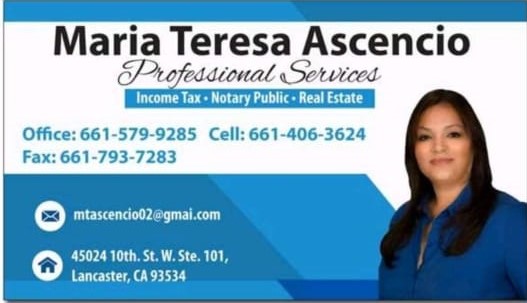 Maria Teresa Ascencio
Professional Services
Income Tax • Notary Public • Real Estate
Office: 661-579-9285 Cell: 661-406-3624
Fax: 661-793-7283
mtascencio02@gmai.com
45024 10th. St. W. Ste. 101,
Lancaster, CA 93534